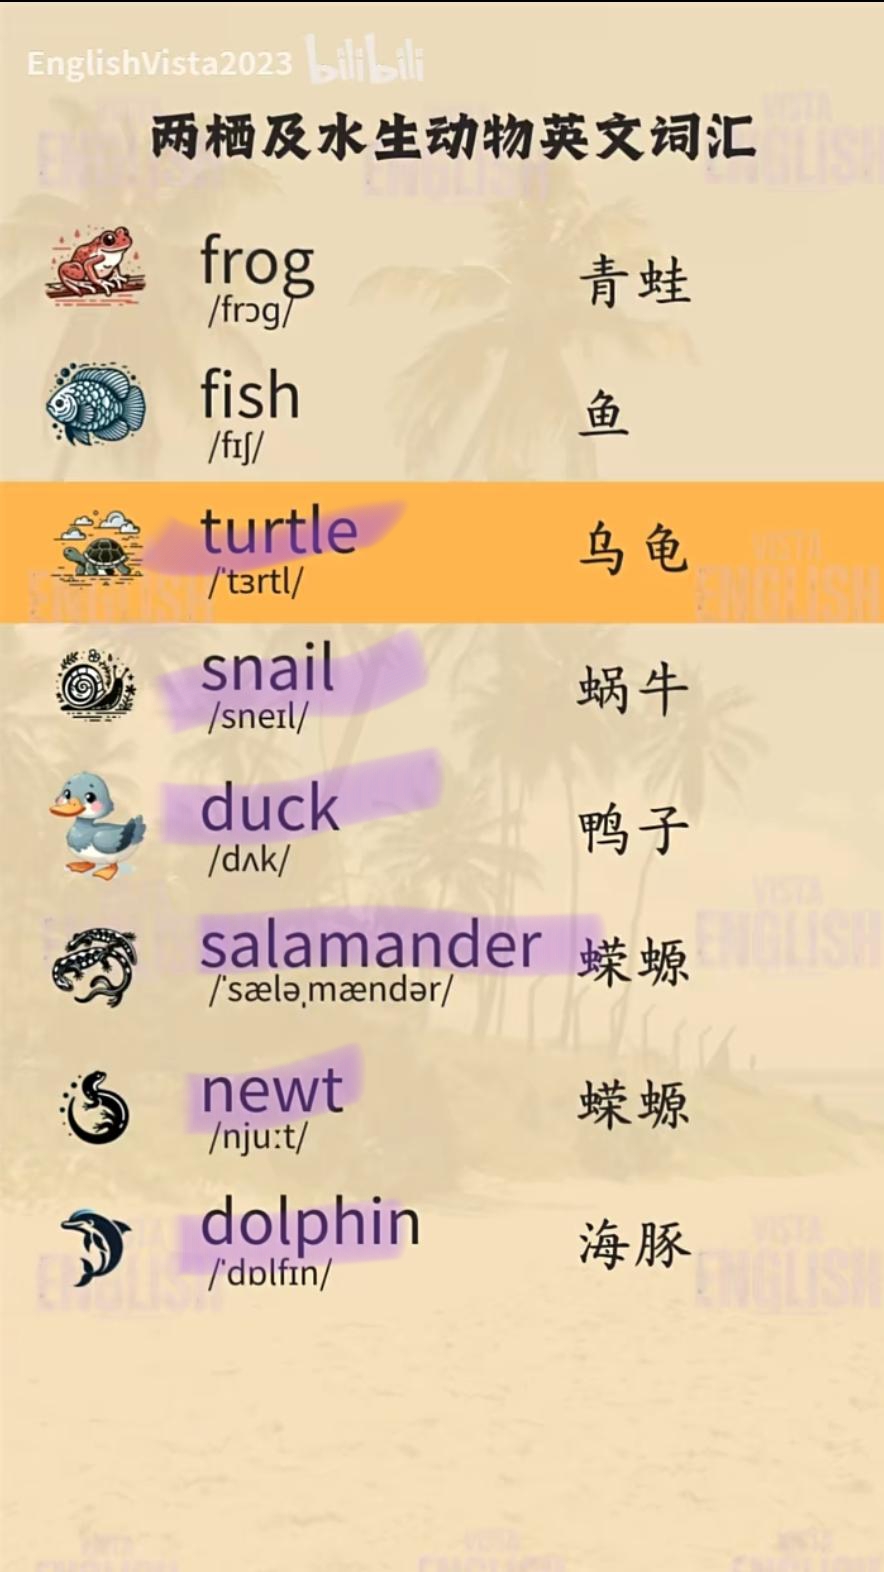 EnglishVista2023 bilibili
两栖及水生动物英文词汇
frog 青蛙
/frɔg/
fish 鱼
/fɪʃ/
turtle 乌龟
/ˈtɜrtl/
snail 蜗牛
/sneɪl/
duck 鸭子
/dʌk/
salamander 蝾螈
/ˈsæləˌmændər/
newt 蝾螈
/njuːt/
dolphin 海豚
/ˈdɒlfɪn/
VISTA
ENGLISH